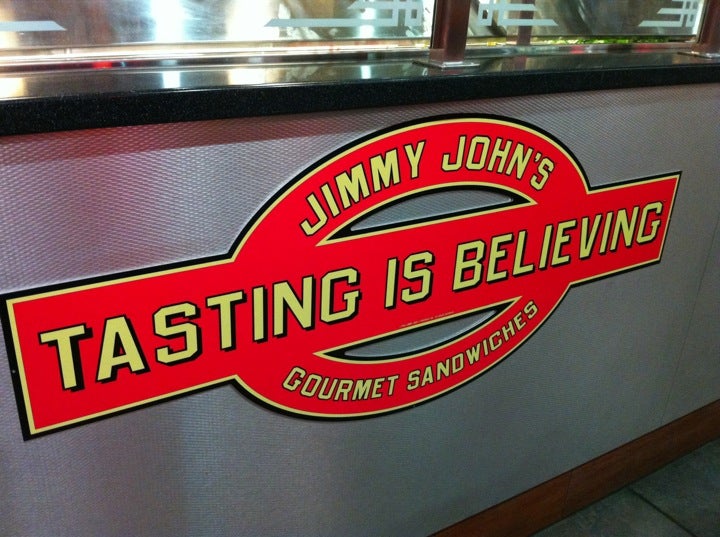 JIMMY JOHN'S
TASTING IS BELIEVING
GOURMET SANDWICHES